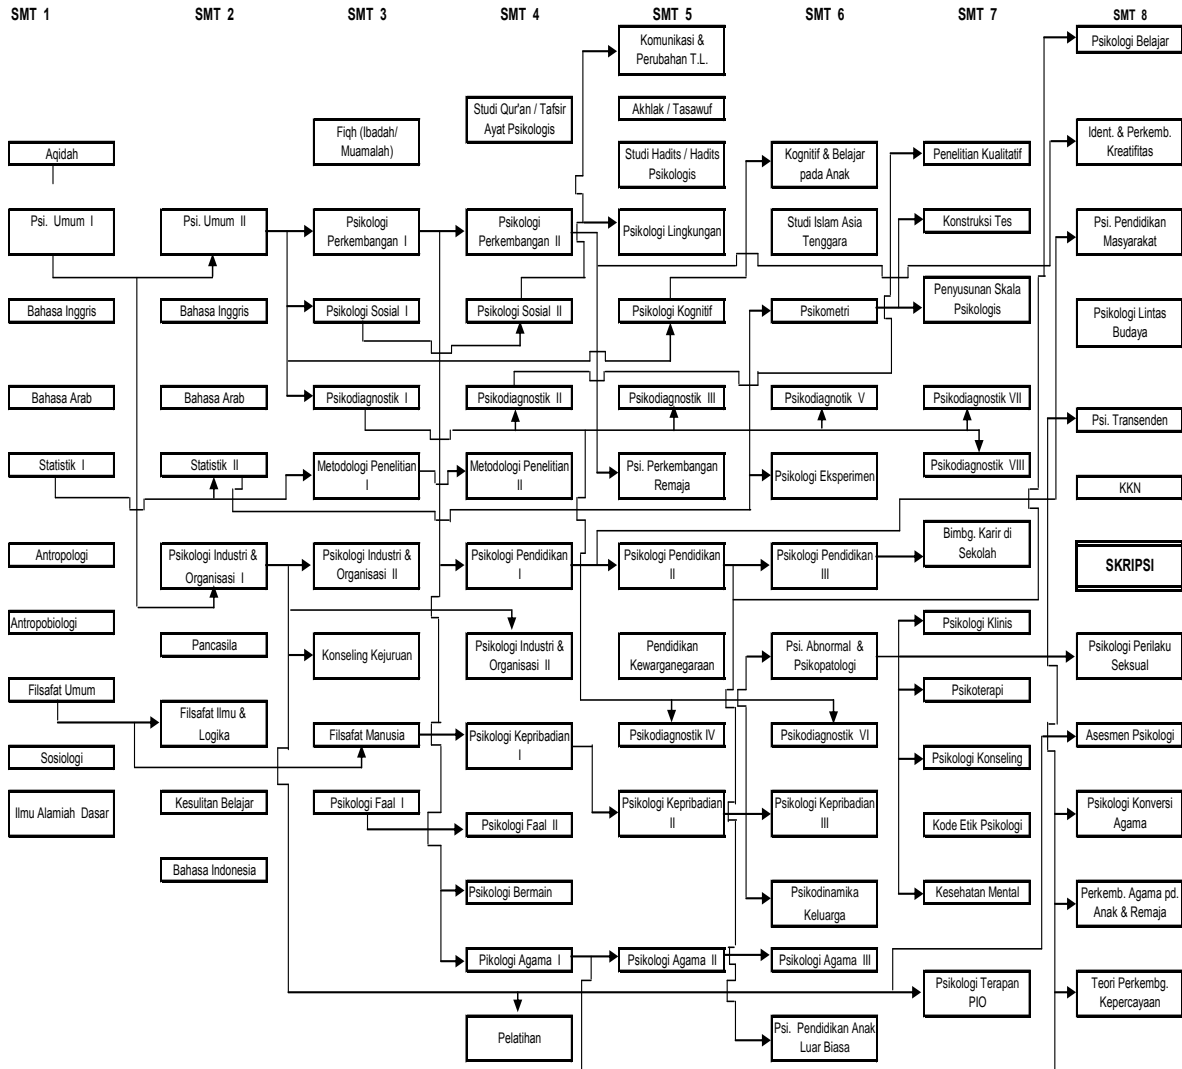 SMT 1
SMT 2
SMT 3
SMT 4
SMT 5
SMT 6
SMT 7
SMT 8
Aqidah
Psi. Umum I
Bahasa Inggris
Bahasa Arab
Statistik I
Antropologi
Antropobiologi
Filsafat Umum
Sosiologi
Ilmu Alamiah Dasar
Psi. Umum II
Bahasa Inggris
Bahasa Arab
Statistik II
Psikologi Industri &
Organisasi I
Pancasila
Filsafat Ilmu &
Logika
Kesulitan Belajar
Bahasa Indonesia
Fiqh (Ibadah/
Muamalah)
Psikologi
Perkembangan I
Psikologi Sosial I
Psikodiagnostik I
Metodologi Penelitian
I
Psikologi Industri &
Organisasi II
Konseling Kejuruan
Filsafat Manusia
Psikologi Faal I
Studi Qur'an / Tafsir
Ayat Psikologis
Psikologi
Perkembangan II
Psikologi Sosial II
Psikodiagnostik II
Metodologi Penelitian
II
Psikologi Pendidikan
I
Psikologi Industri &
Organisasi II
Psikologi Kepribadian
I
Psikologi Faal II
Psikologi Bermain
Pikologi Agama I
Pelatihan
Komunikasi &
Perubahan T.L.
Akhlak / Tasawuf
Studi Hadits / Hadits
Psikologis
Psikologi Lingkungan
Psikologi Kognitif
Psikodiagnostik III
Psi. Perkembangan
Remaja
Psikologi Pendidikan
II
Pendidikan
Kewarganegaraan
Psikodiagnostik IV
Psikologi Kepribadian
II
Psikologi Agama II
Kognitif & Belajar
pada Anak
Studi Islam Asia
Tenggara
Psikometri
Psikodiagnotik V
Psikologi Eksperimen
Psikologi Pendidikan
III
Psi. Abnormal &
Psikopatologi
Psikodiagnostik VI
Psikologi Kepribadian
III
Psikodinamika
Keluarga
Psikologi Agama III
Psi. Pendidikan Anak
Luar Biasa
Penelitian Kualitatif
Konstruksi Tes
Penyusunan Skala
Psikologis
Psikodiagnostik VII
Psikodiagnostik VIII
Bimbg. Karir di
Sekolah
Psikologi Klinis
Psikoterapi
Psikologi Konseling
Kode Etik Psikologi
Kesehatan Mental
Psikologi Terapan
PIO
Psikologi Belajar
Ident. & Perkemb.
Kreatifitas
Psi. Pendidikan
Masyarakat
Psikologi Lintas
Budaya
Psi. Transenden
KKN
SKRIPSI
Psikologi Perilaku
Seksual
Asesmen Psikologi
Psikologi Konversi
Agama
Perkemb. Agama pd.
Anak & Remaja
Teori Perkembg.
Kepercayaan